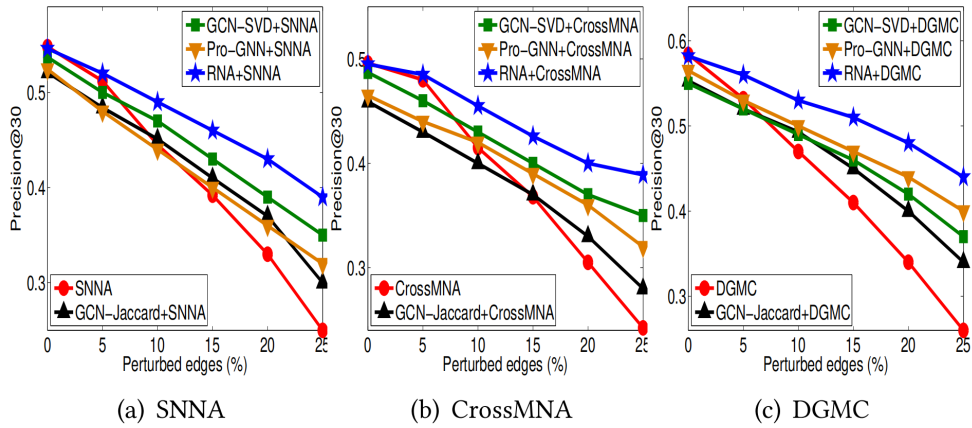 GCN-SVD+SNNA
Pro-GNN+SNNA
RNA+SNNA
SNNA
GCN-Jaccard+SNNA
Precision@30
0.5
0.4
0.3
0 5 10 15 20 25
Perturbed edges (%)
(a) SNNA
GCN-SVD+CrossMNA
Pro-GNN+CrossMNA
RNA+CrossMNA
CrossMNA
GCN-Jaccard+CrossMNA
Precision@30
0.5
0.4
0.3
0 5 10 15 20 25
Perturbed edges (%)
(b) CrossMNA
GCN-SVD+DGMC
Pro-GNN+DGMC
RNA+DGMC
DGMC
GCN-Jaccard+DGMC
Precision@30
0.6
0.5
0.4
0.3
0 5 10 15 20 25
Perturbed edges (%)
(c) DGMC